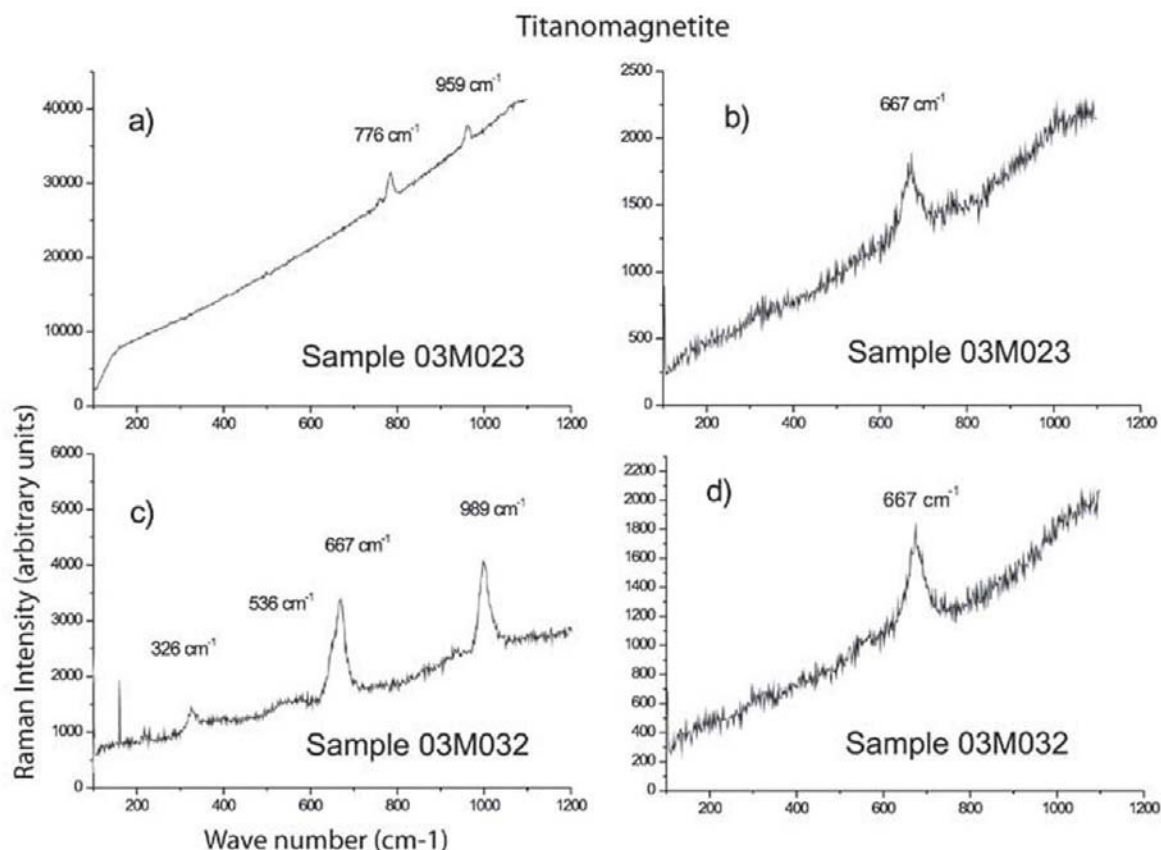 Titanomagnetite
a)
776 cm-1
959 cm-1
40000
30000
20000
10000
0
200
400
600
800
1000
1200
Sample 03M023
b)
667 cm-1
2500
2000
1500
1000
500
0
200
400
600
800
1000
1200
Sample 03M023
c)
326 cm-1
536 cm-1
667 cm-1
989 cm-1
6000
5000
4000
3000
2000
1000
0
200
400
600
800
1000
1200
Sample 03M032
d)
667 cm-1
2200
2000
1800
1600
1400
1200
1000
800
600
400
200
0
200
400
600
800
1000
1200
Sample 03M032
Raman Intensity (arbitrary units)
Wave number (cm-1)